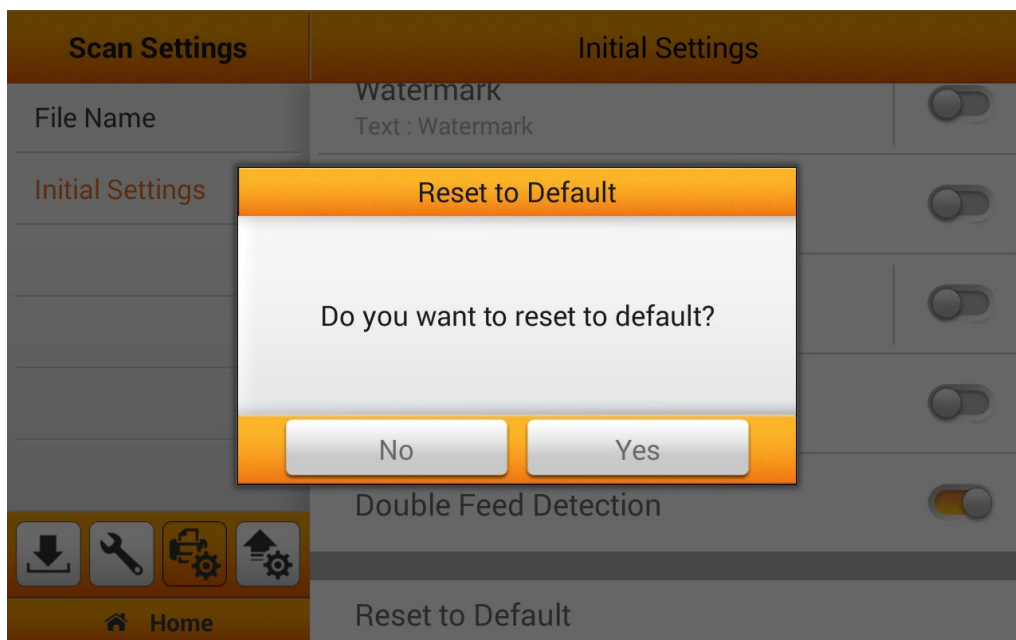 Scan Settings
Initial Settings
File Name
Watermark
Text : Watermark
Initial Settings
Reset to Default
Do you want to reset to default?
No
Yes
Double Feed Detection
Home
Reset to Default